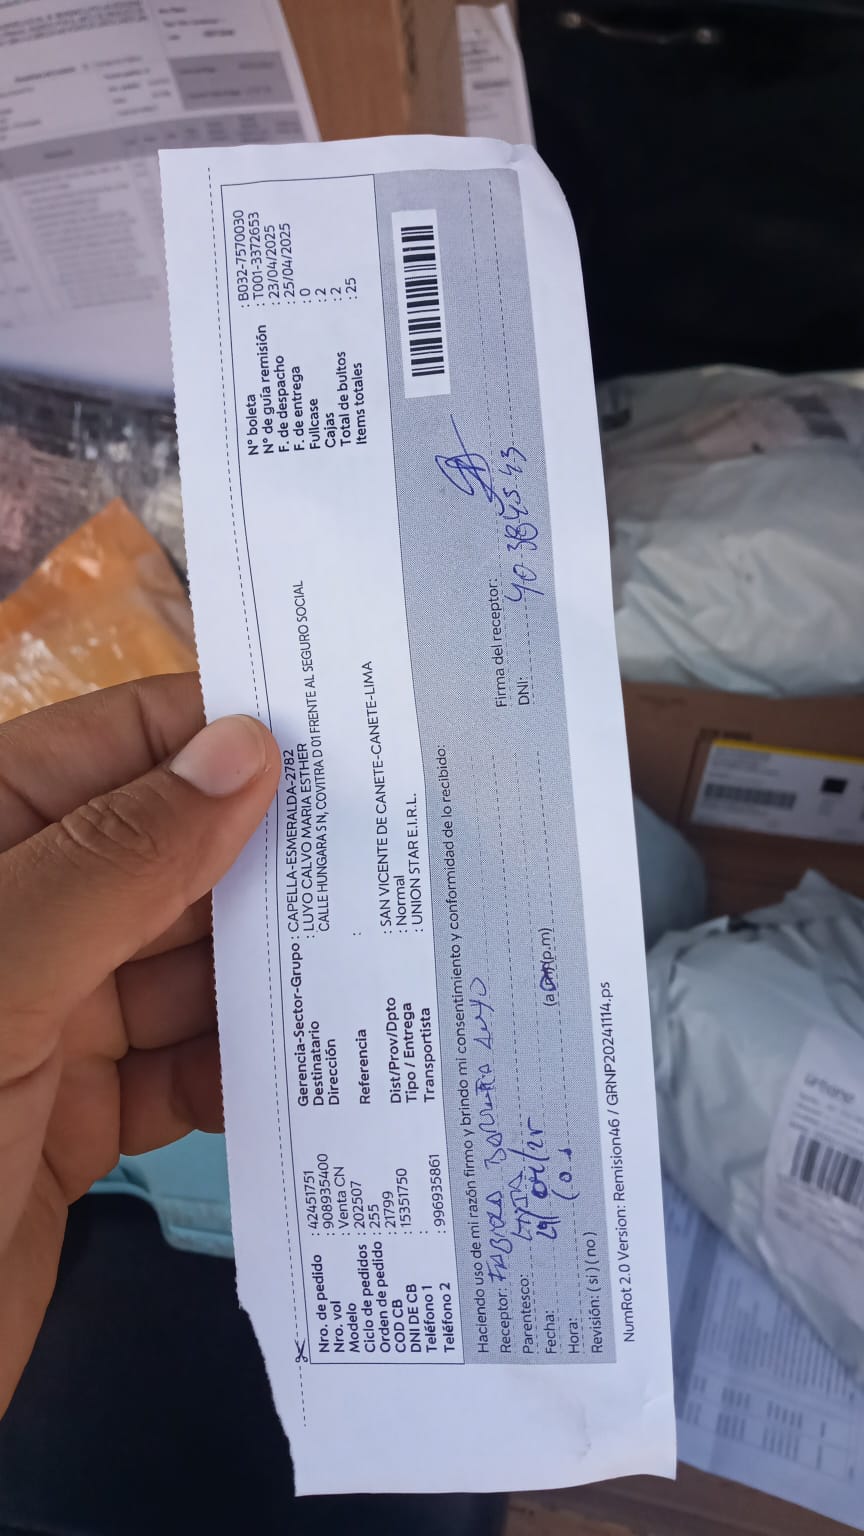 Nro. de pedido : 42451751
Nro. vol : 908935400
Modelo : Venta CN
Ciclo de pedidos : 202507
Orden de pedido : 255
COD CB : 21799
DNI DE CB : 15351750
Teléfono 1 :
Teléfono 2 : 996935861
Gerencia-Sector-Grupo : CAPELLA-ESMERALDA-2782
Destinatario : LUYO CALVO MARIA ESTHER
Dirección CALLE HUNGARA S N, COVITRA D 01 FRENTE AL SEGURO SOCIAL
Referencia :
Dist/Prov/Dpto : SAN VICENTE DE CANETE-CANETE-LIMA
Tipo / Entrega : Normal
Transportista : UNION STAR E.I.R.L.
N° boleta : B032-7570030
N° de guía remisión : T001-3372653
F. de despacho : 23/04/2025
F. de entrega : 25/04/2025
Fullcase : 0
Cajas : 2
Total de bultos : 2
Items totales : 25
Haciendo uso de mi razón firmo y brindo mi consentimiento y conformidad de lo recibido:
Receptor: Luyo
Parentesco:
Fecha:
Hora: (p.m)
Revisión: ( si ) ( no )
Firma del receptor:
DNI: 40384543
NumRot 2.0 Version: Remision46 / GRNP20241114.ps